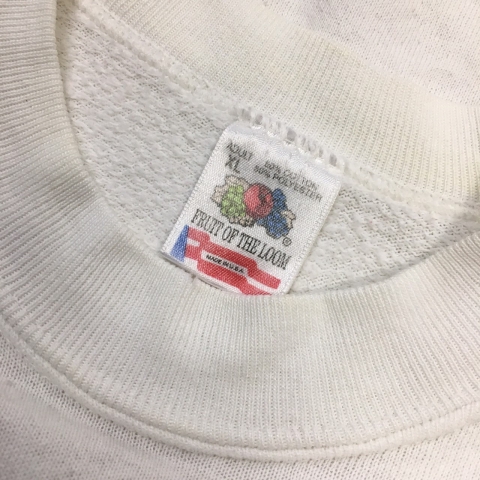 ADULT
XL
50% COTTON
50% POLYESTER
FRUIT OF THE LOOM
®
MADE IN U.S.A.